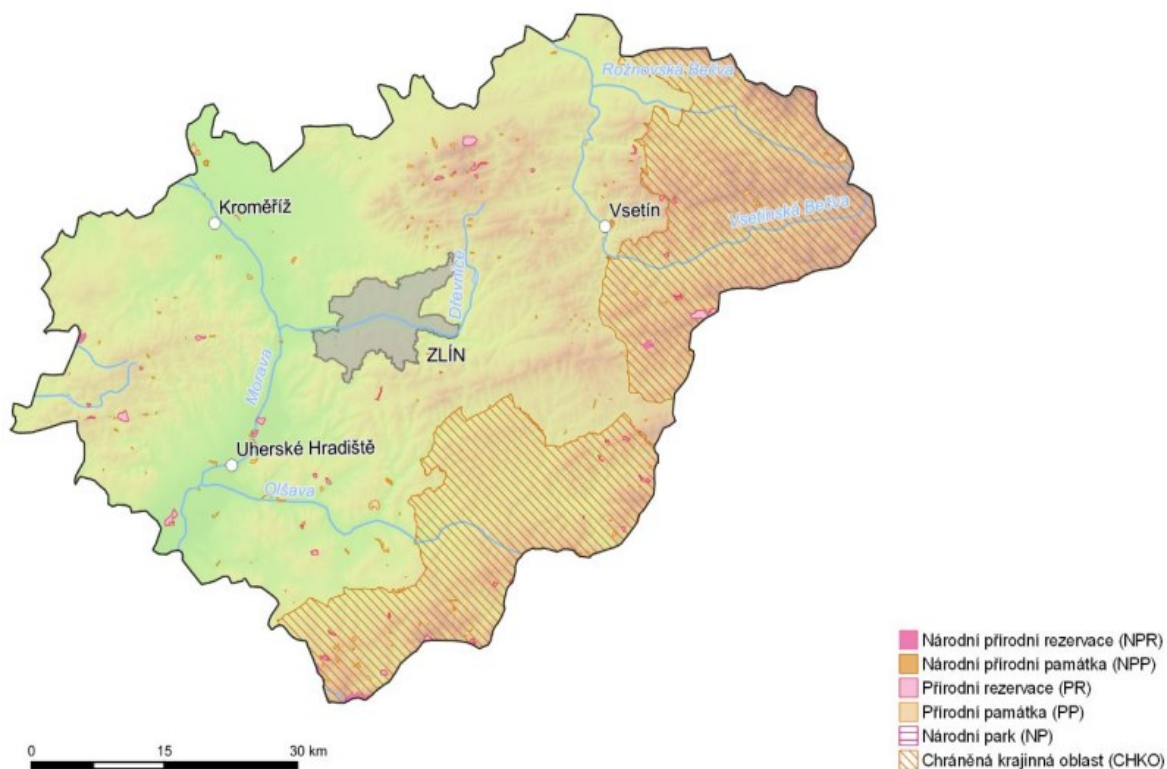 Rožnovská Bečva
Kroměříž
Vsetín
Vsetínská Bečva
Dřevnice
ZLÍN
Morava
Uherské Hradiště
Olšava
Národní přírodní rezervace (NPR)
Národní přírodní památka (NPP)
Přírodní rezervace (PR)
Přírodní památka (PP)
Národní park (NP)
Chráněná krajinná oblast (CHKO)
0 15 30 km